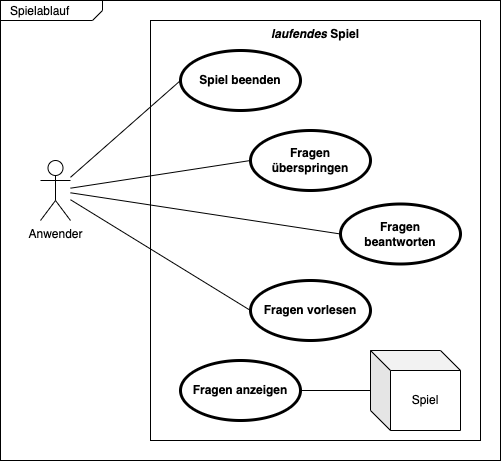 Spielablauf
laufendes Spiel
Spiel beenden
Fragen
überspringen
Anwender
Fragen
beantworten
Fragen vorlesen
Fragen anzeigen
Spiel